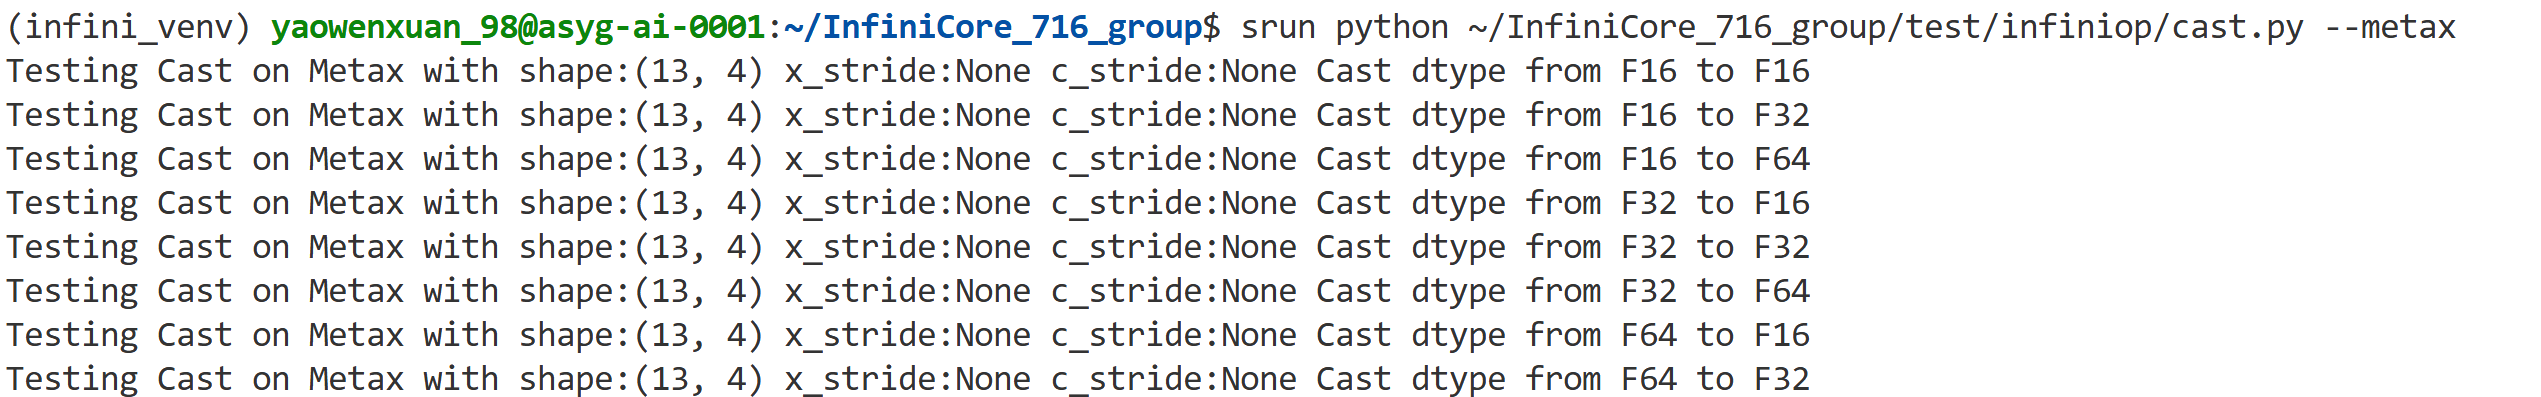 (infini_venv) yaowenxuan_98@asyg-ai-0001:~/InfiniCore_716_group$ srun python ~/InfiniCore_716_group/test/infiniop/cast.py --metax
Testing Cast on Metax with shape:(13, 4) x_stride:None c_stride:None Cast dtype from F16 to F16
Testing Cast on Metax with shape:(13, 4) x_stride:None c_stride:None Cast dtype from F16 to F32
Testing Cast on Metax with shape:(13, 4) x_stride:None c_stride:None Cast dtype from F16 to F64
Testing Cast on Metax with shape:(13, 4) x_stride:None c_stride:None Cast dtype from F32 to F16
Testing Cast on Metax with shape:(13, 4) x_stride:None c_stride:None Cast dtype from F32 to F32
Testing Cast on Metax with shape:(13, 4) x_stride:None c_stride:None Cast dtype from F32 to F64
Testing Cast on Metax with shape:(13, 4) x_stride:None c_stride:None Cast dtype from F64 to F16
Testing Cast on Metax with shape:(13, 4) x_stride:None c_stride:None Cast dtype from F64 to F32